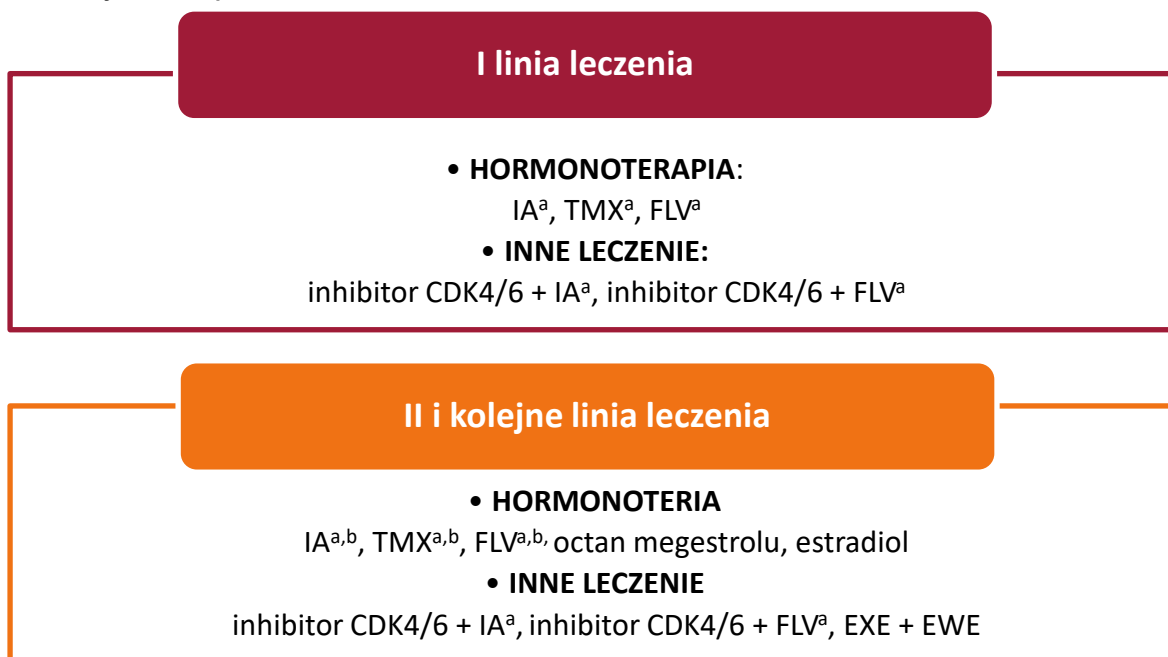 I linia leczenia
• HORMONOTERAPIA:
IAᵃ, TMXᵃ, FLVᵃ
• INNE LECZENIE:
inhibitor CDK4/6 + IAᵃ, inhibitor CDK4/6 + FLVᵃ
II i kolejne linia leczenia
• HORMONOTERIA
IAᵃ,ᵇ, TMXᵃ,ᵇ, FLVᵃ,ᵇ, octan megestrolu, estradiol
• INNE LECZENIE
inhibitor CDK4/6 + IAᵃ, inhibitor CDK4/6 + FLVᵃ, EXE + EWE